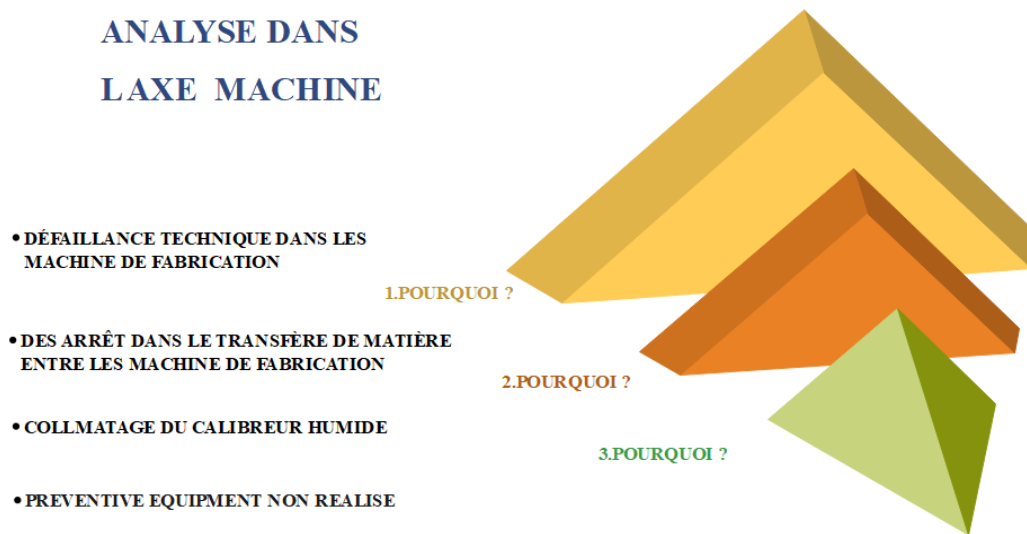 ANALYSE DANS
LAXE MACHINE
• DÉFAILLANCE TECHNIQUE DANS LES
MACHINE DE FABRICATION
1.POURQUOI ?
• DES ARRÊT DANS LE TRANSFÈRE DE MATIÈRE
ENTRE LES MACHINE DE FABRICATION
2.POURQUOI ?
• COLLMATAGE DU CALIBREUR HUMIDE
3.POURQUOI ?
• PREVENTIVE EQUIPMENT NON REALISE